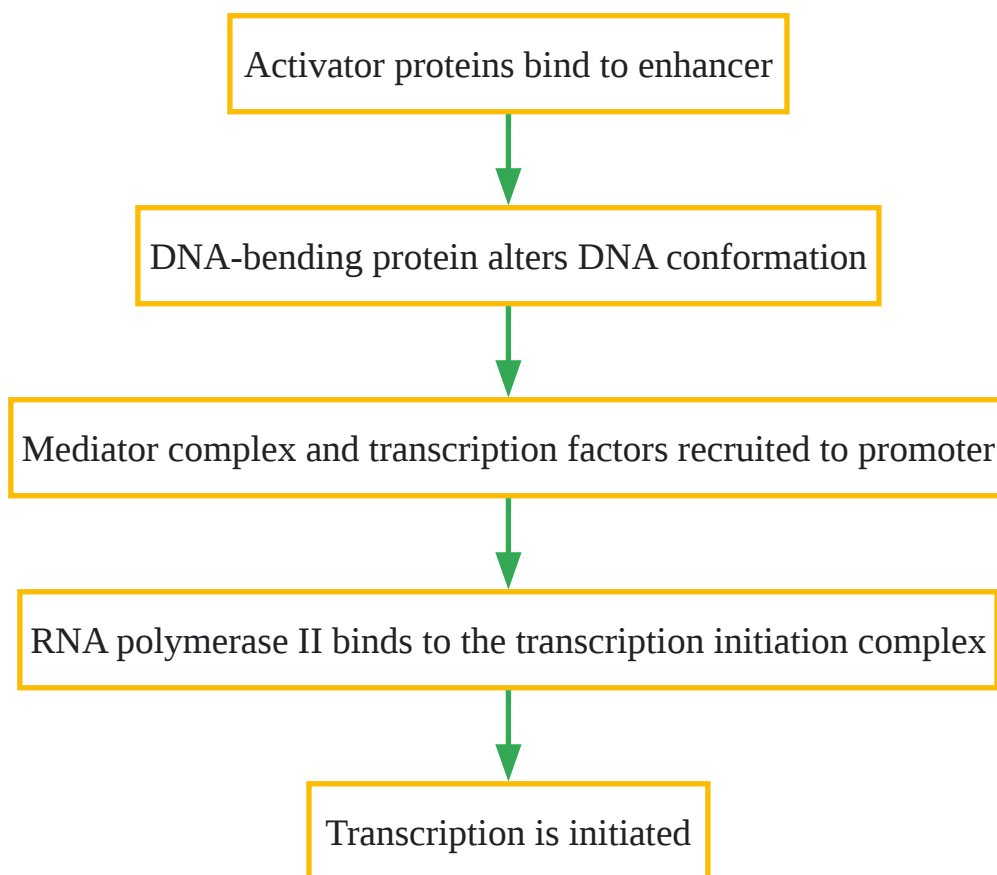 Activator proteins bind to enhancer
DNA-bending protein alters DNA conformation
Mediator complex and transcription factors recruited to promoter
RNA polymerase II binds to the transcription initiation complex
Transcription is initiated